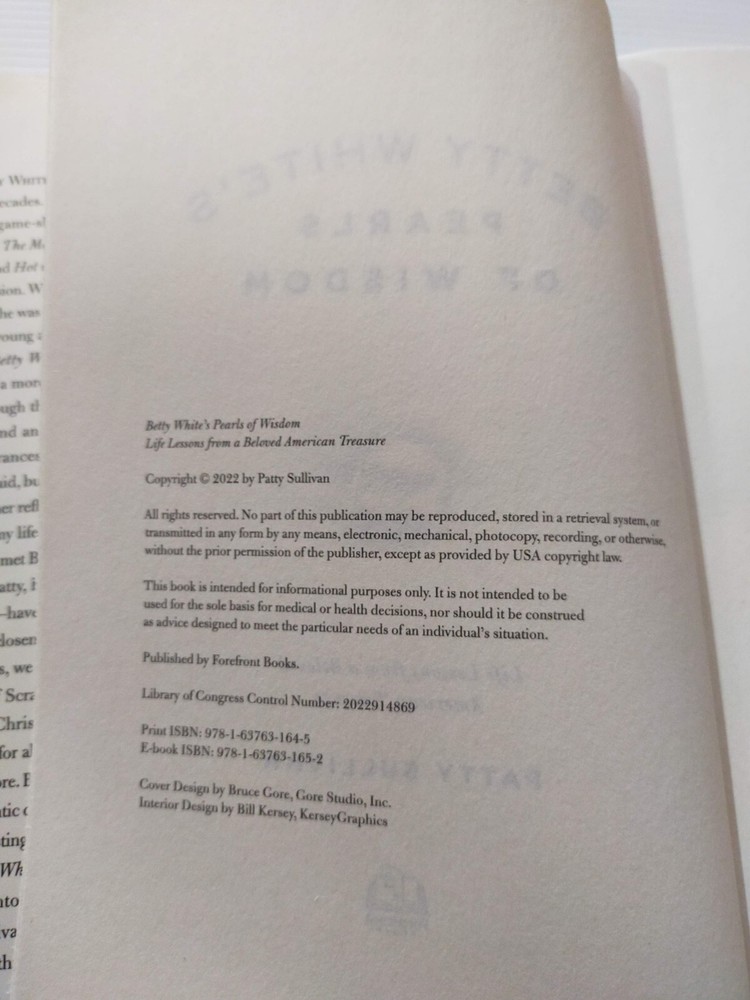 Betty White's Pearls of Wisdom
Life Lessons from a Beloved American Treasure
Copyright © 2022 by Patty Sullivan
All rights reserved. No part of this publication may be reproduced, stored in a retrieval system, or
transmitted in any form by any means, electronic, mechanical, photocopy, recording, or otherwise,
without the prior permission of the publisher, except as provided by USA copyright law.
This book is intended for informational purposes only. It is not intended to be
used for the sole basis for medical or health decisions, nor should it be construed
as advice designed to meet the particular needs of an individual's situation.
Published by Forefront Books.
Library of Congress Control Number: 2022914869
Print ISBN: 978-1-63763-164-5
E-book ISBN: 978-1-63763-165-2
Cover Design by Bruce Gore, Gore Studio, Inc.
Interior Design by Bill Kersey, KerseyGraphics